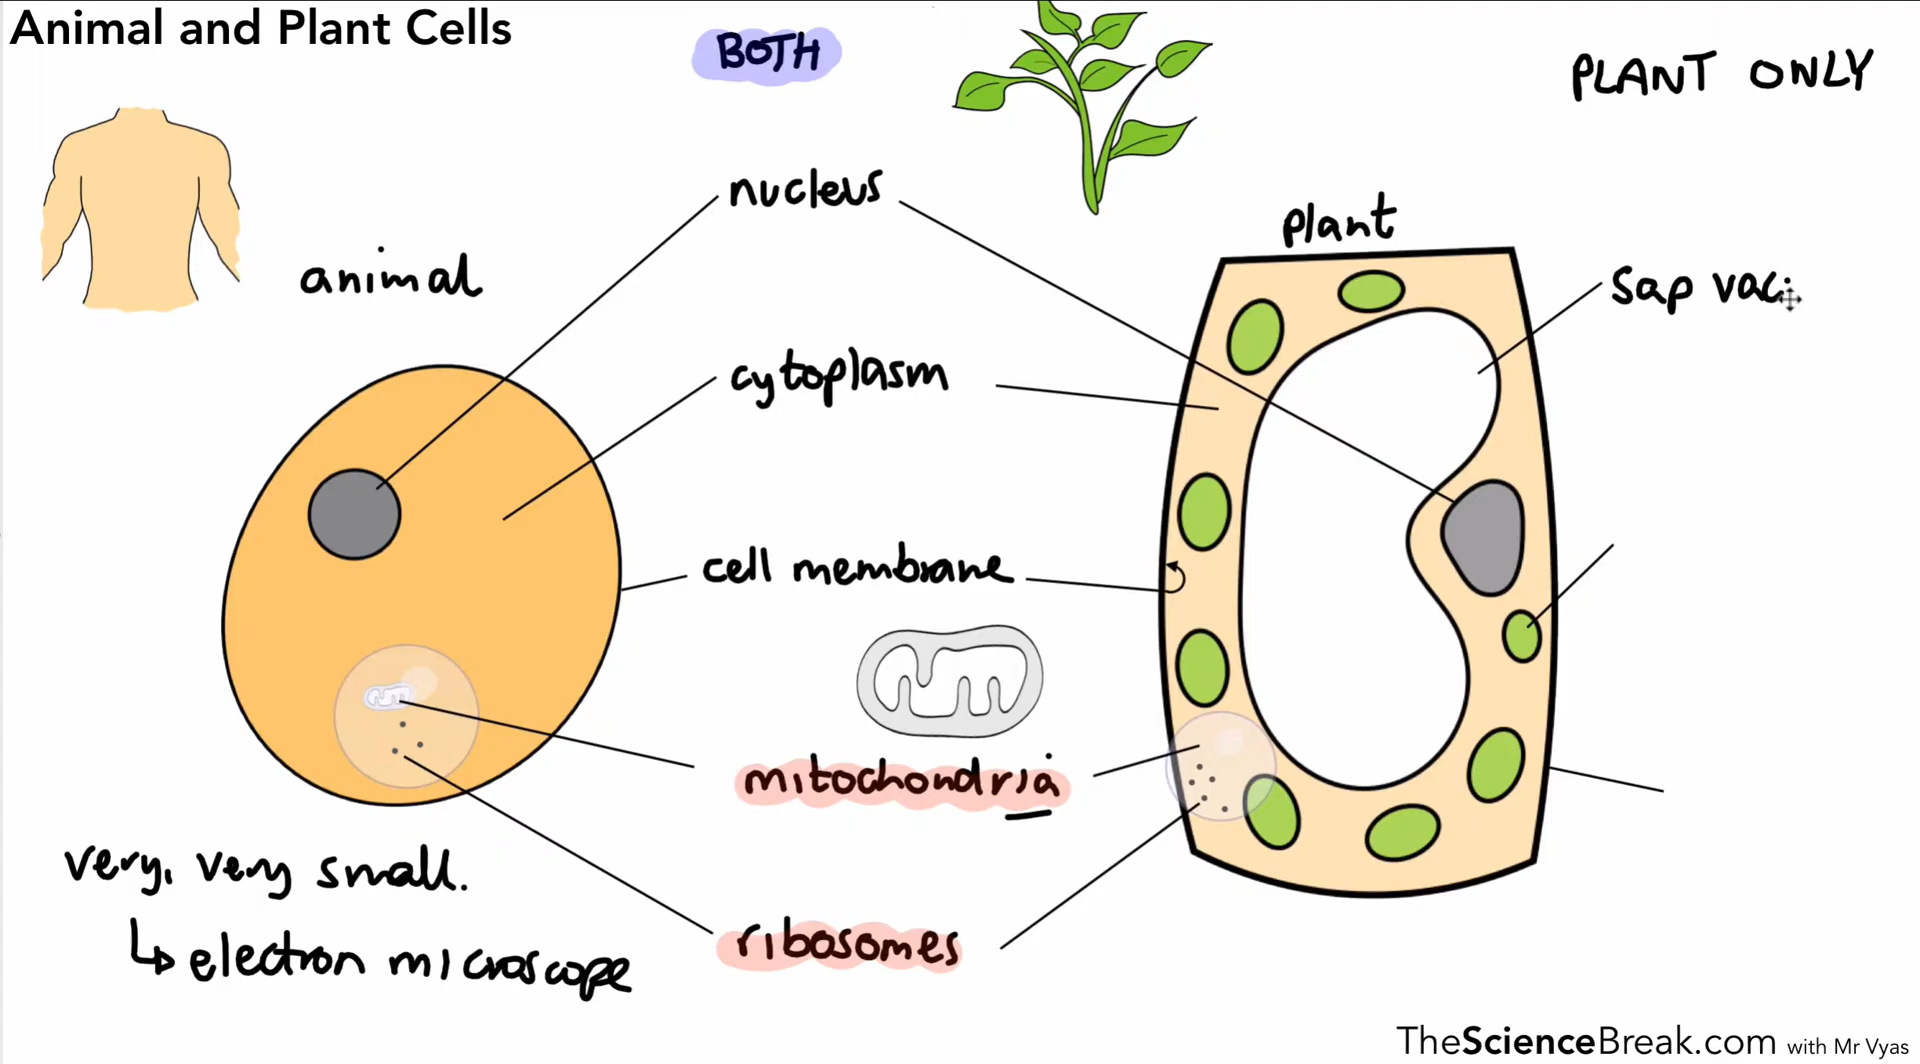 Animal and Plant Cells
BOTH
PLANT ONLY
nucleus
plant
animal
sap vac
cytoplasm
cell membrane
mitochondria
very, very small.
↳ electron microscope
ribosomes
TheScienceBreak.com with Mr Vyas